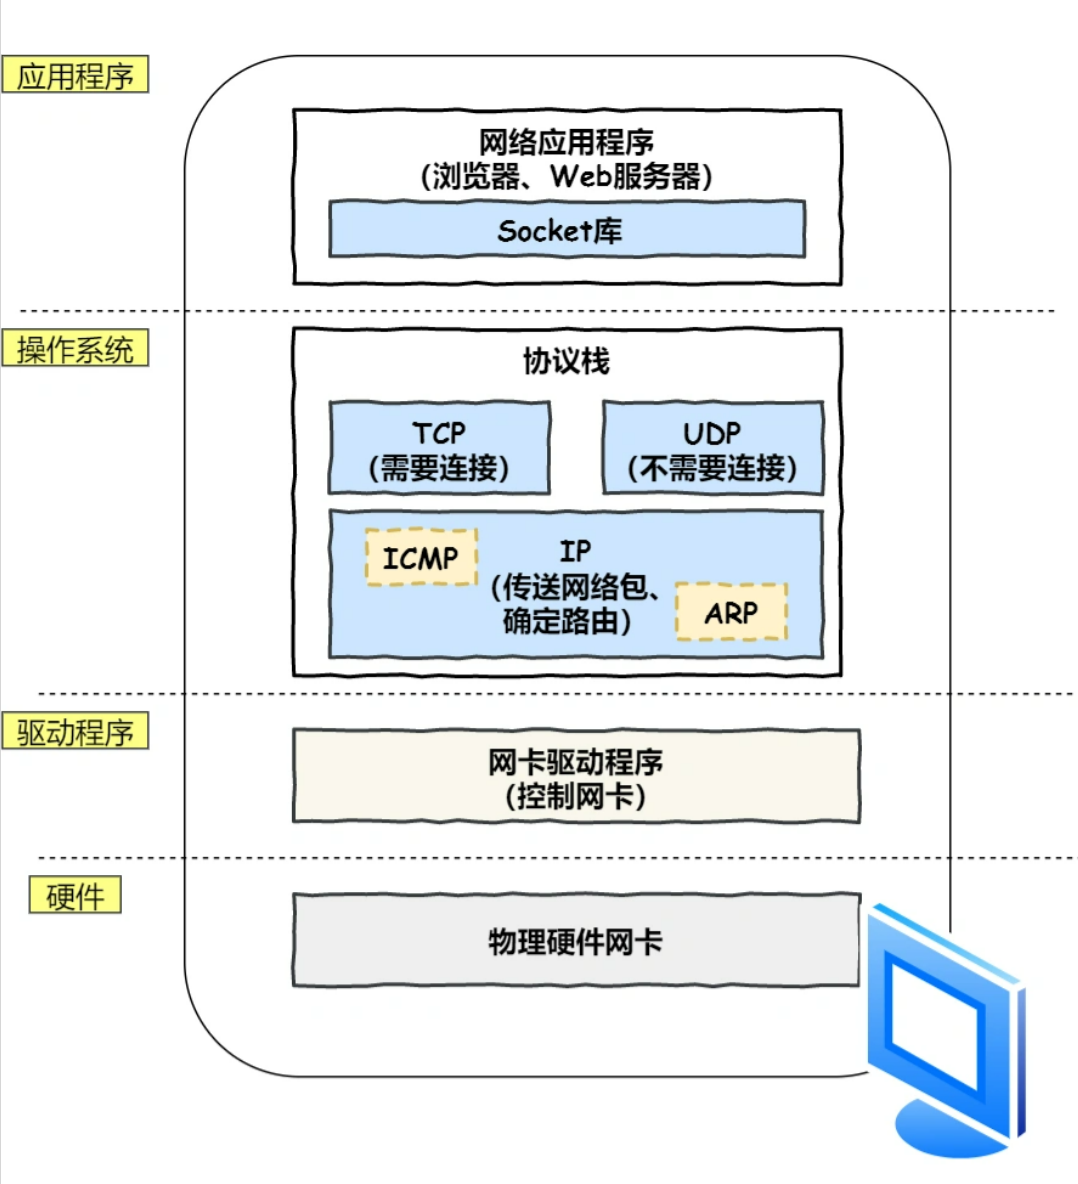 应用程序
网络应用程序
(浏览器、Web服务器)
Socket库
操作系统
协议栈
TCP
(需要连接)
UDP
(不需要连接)
ICMP
IP
(传送网络包、
确定路由)
ARP
驱动程序
网卡驱动程序
(控制网卡)
硬件
物理硬件网卡